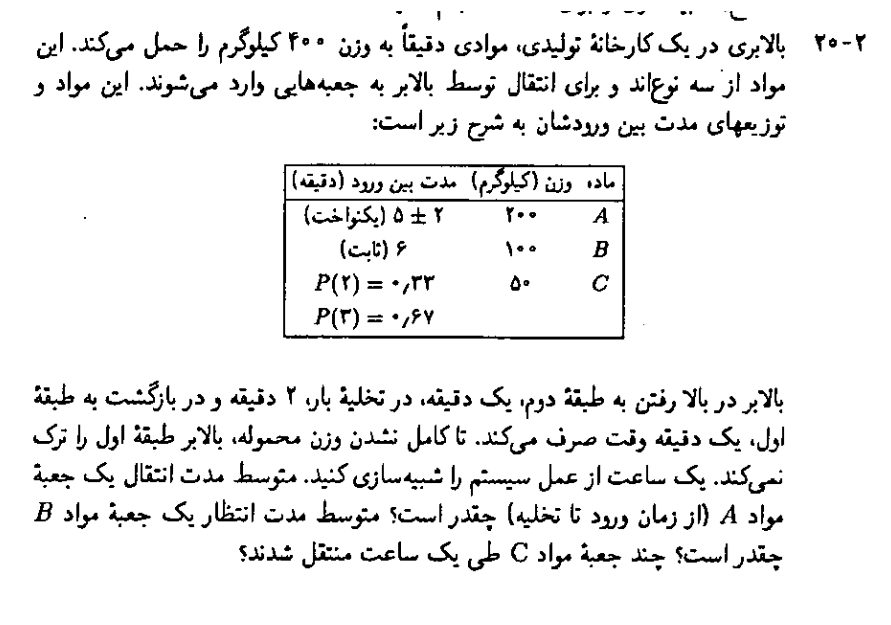 ۲-۲۰ بالابری در یک کارخانهٔ تولیدی، موادی دقیقاً به وزن ۴۰۰ کیلوگرم را حمل می‌کند. این
مواد از سه نوع‌اند و برای انتقال توسط بالابر به جعبه‌هایی وارد می‌شوند. این مواد و
توزیعهای مدت بین ورودشان به شرح زیر است:
ماده وزن (کیلوگرم) مدت بین ورود (دقیقه)
A ۲۰۰ ۵ ± ۲ (یکنواخت)
B ۱۰۰ ۶ (ثابت)
C ۵۰ P(۲) = ۰٫۳۳
P(۳) = ۰٫۶۷
بالابر در بالا رفتن به طبقهٔ دوم، یک دقیقه، در تخلیهٔ بار، ۲ دقیقه و در بازگشت به طبقهٔ
اول، یک دقیقه وقت صرف می‌کند. تا کامل نشدن وزن محموله، بالابر طبقهٔ اول را ترک
نمی‌کند. یک ساعت از عمل سیستم را شبیه‌سازی کنید. متوسط مدت انتقال یک جعبهٔ
مواد A (از زمان ورود تا تخلیه) چقدر است؟ متوسط مدت انتظار یک جعبهٔ مواد B
چقدر است؟ چند جعبهٔ مواد C طی یک ساعت منتقل شدند؟